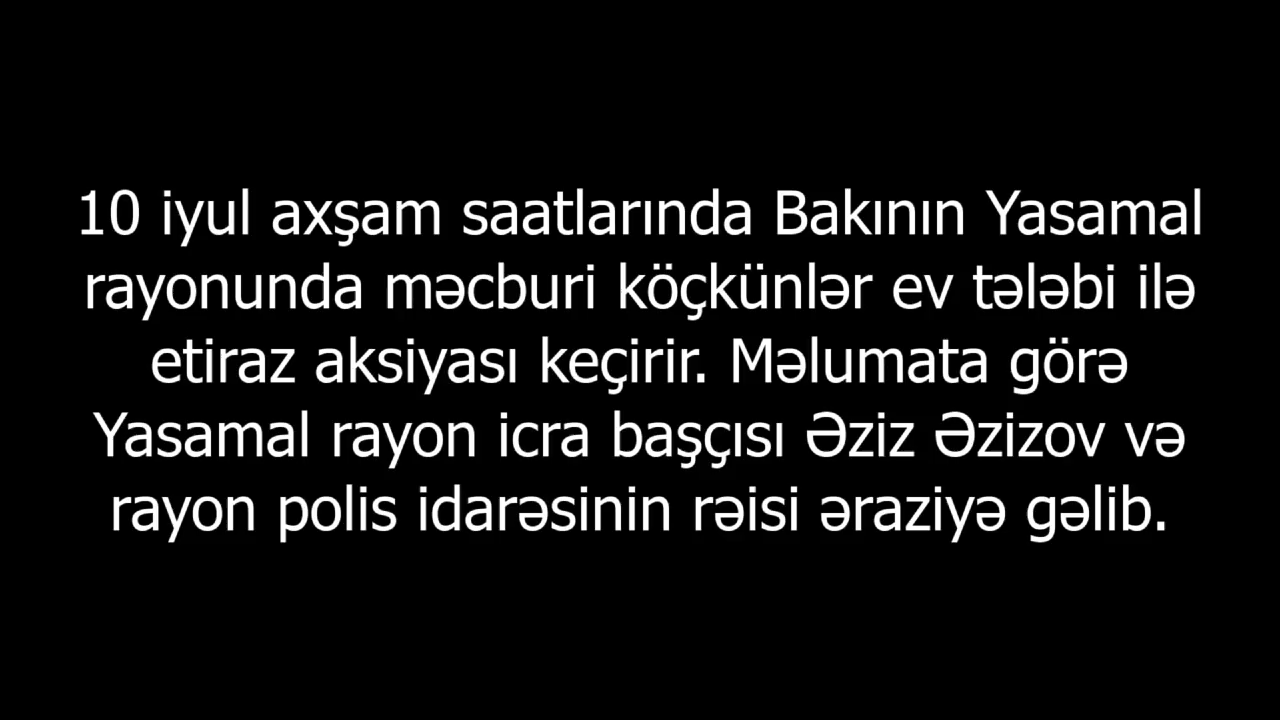 10 iyul axşam saatlarında Bakının Yasamal
rayonunda məcburi köçkünlər ev tələbi ilə
etiraz aksiyası keçirir. Məlumata görə
Yasamal rayon icra başçısı Əziz Əzizov və
rayon polis idarəsinin rəisi əraziyə gəlib.